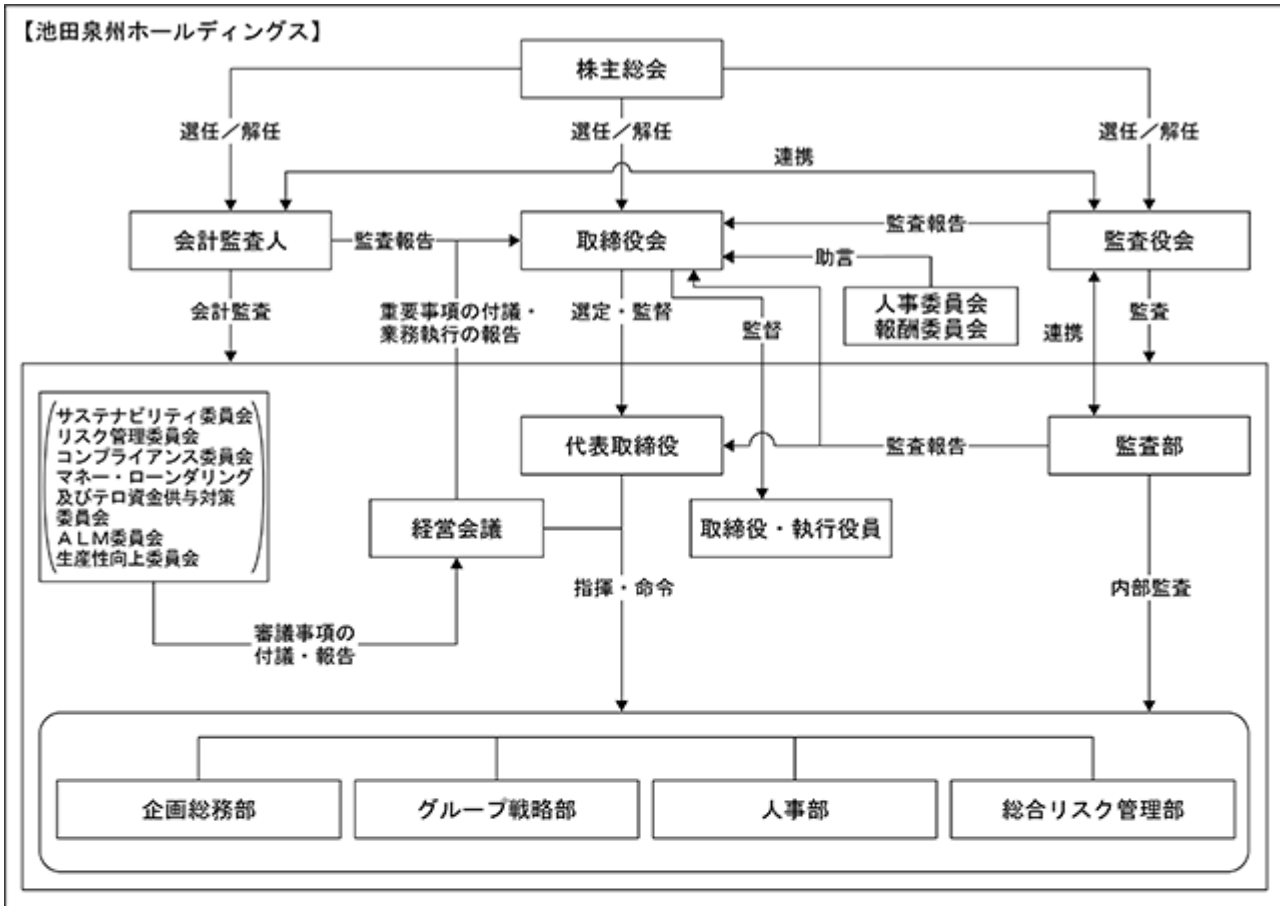 【池田泉州ホールディングス】
株主総会
選任／解任
選任／解任
選任／解任
連携
会計監査人
監査報告
取締役会
監査報告
監査役会
助言
人事委員会
報酬委員会
会計監査
重要事項の付議・
業務執行の報告
選定・監督
監督
連携
監査
サステナビリティ委員会
リスク管理委員会
コンプライアンス委員会
マネー・ローンダリング
及びテロ資金供与対策
委員会
ＡＬＭ委員会
生産性向上委員会
代表取締役
監査報告
監査部
経営会議
取締役・執行役員
指揮・命令
内部監査
審議事項の
付議・報告
企画総務部
グループ戦略部
人事部
総合リスク管理部